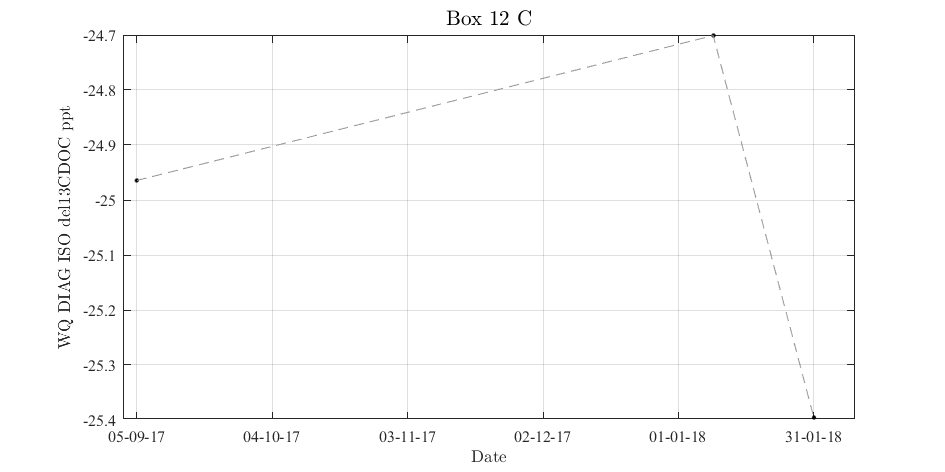 Box 12 C
-24.7
-24.8
-24.9
-25
-25.1
-25.2
-25.3
-25.4
WQ DIAG ISO del13CDOC ppt
05-09-17 04-10-17 03-11-17 02-12-17 01-01-18 31-01-18
Date